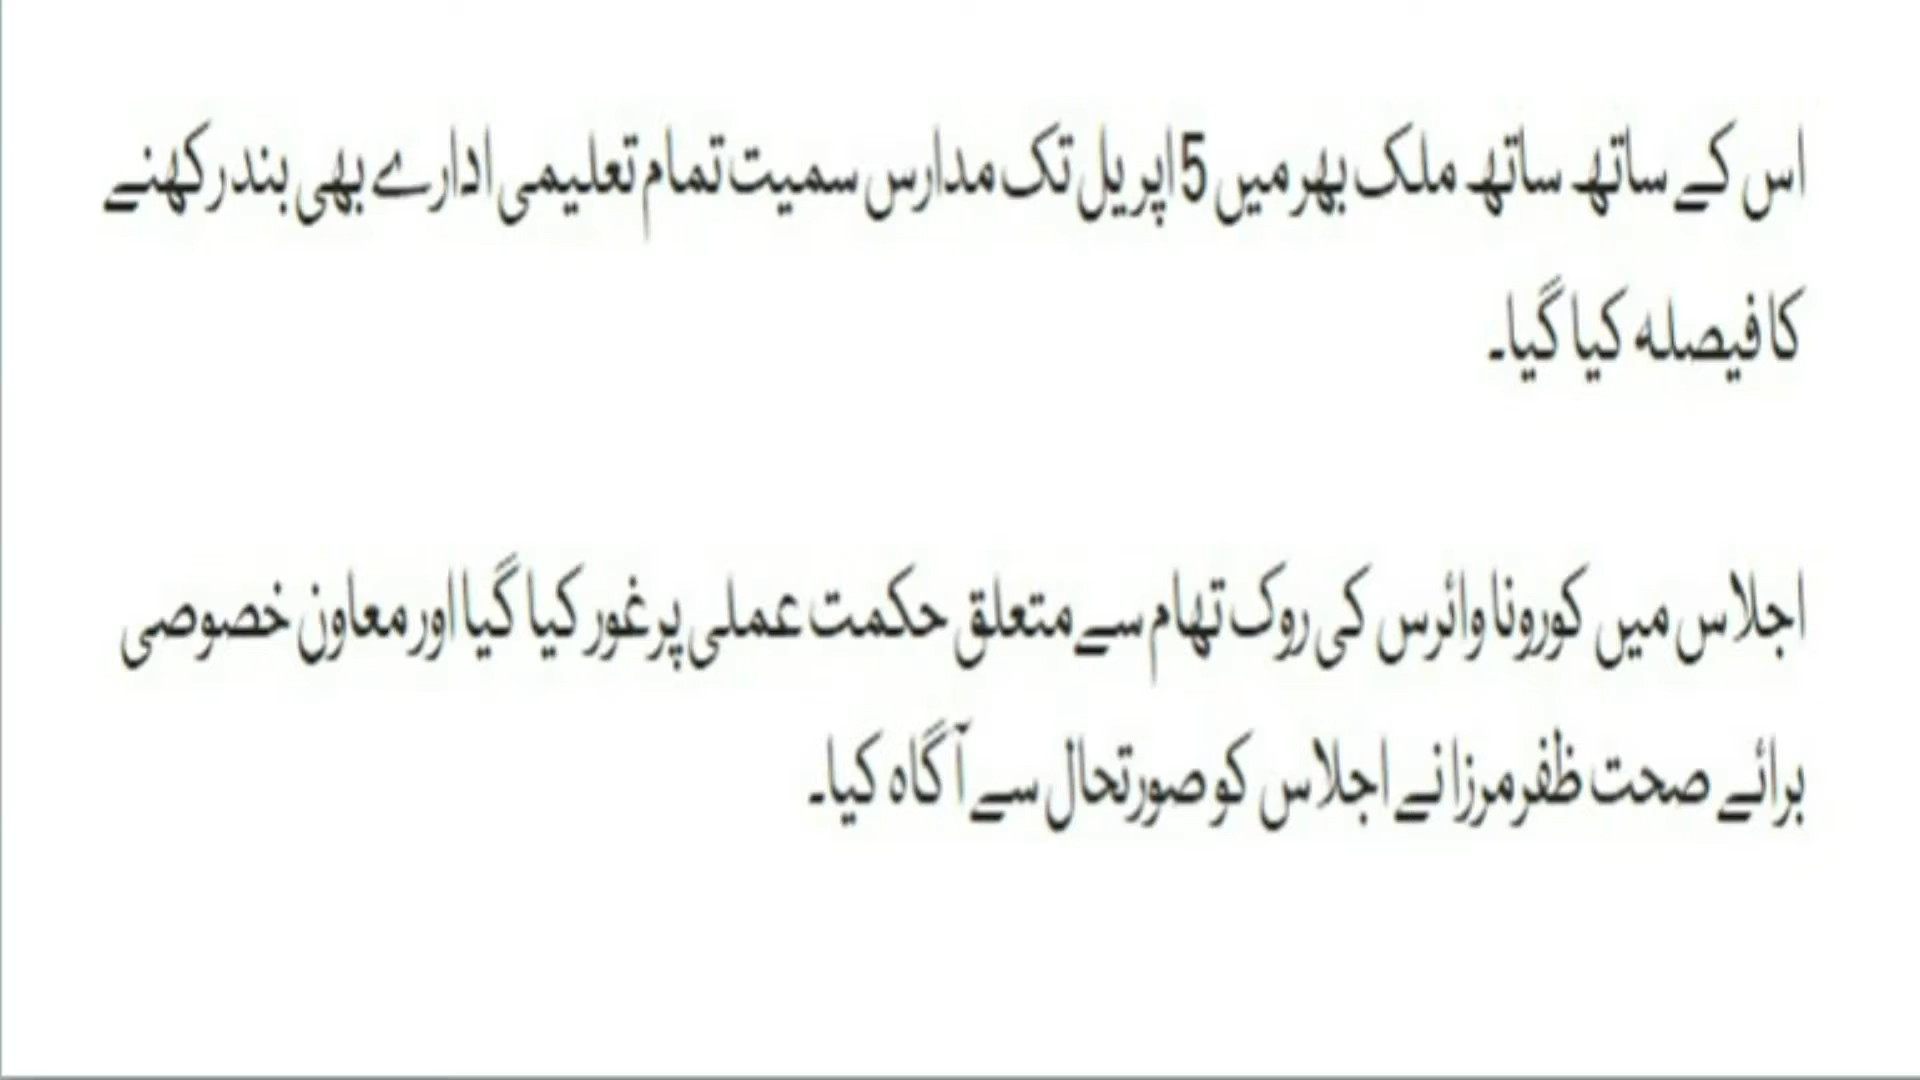 اس کے ساتھ ساتھ ملک بھر میں 5 اپریل تک مدارس سمیت تمام تعلیمی ادارے بھی بند رکھنے
کا فیصلہ کیا گیا۔
اجلاس میں کورونا وائرس کی روک تھام سے متعلق حکمت عملی پر غور کیا گیا اور معاون خصوصی
برائے صحت ظفر مرزا نے اجلاس کو صورتحال سے آگاہ کیا۔